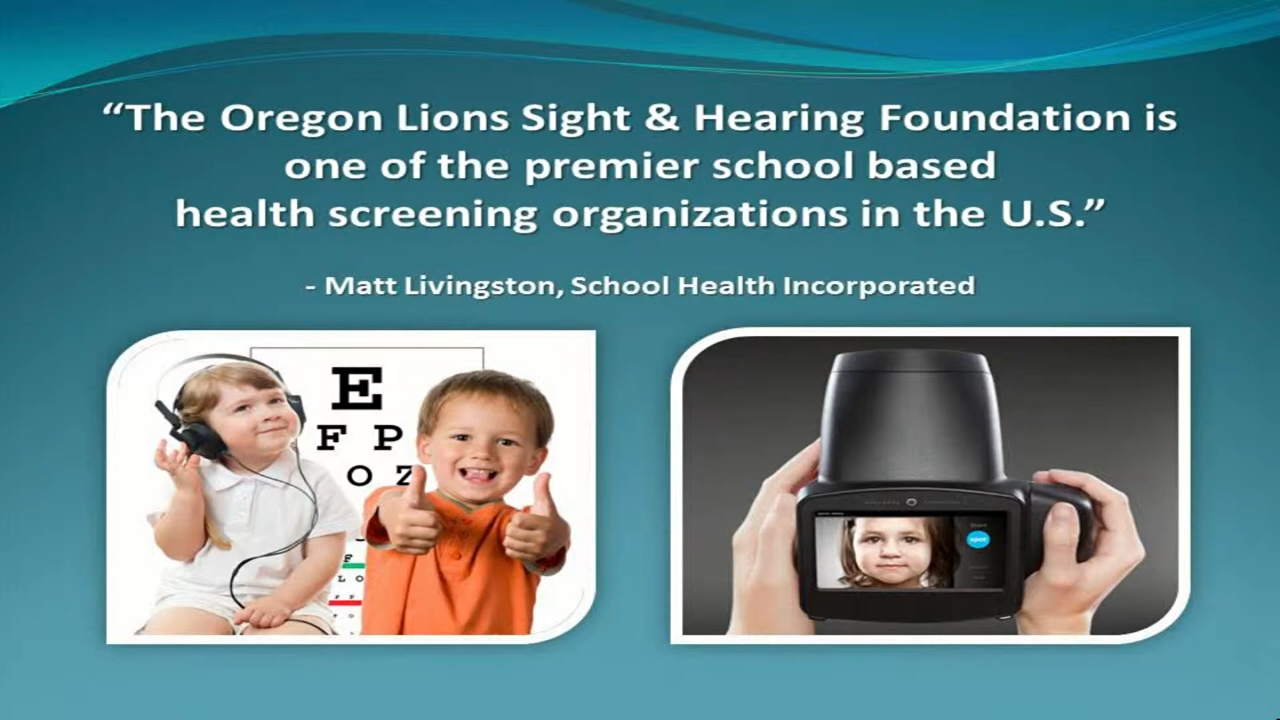 “The Oregon Lions Sight & Hearing Foundation is
one of the premier school based
health screening organizations in the U.S.”
- Matt Livingston, School Health Incorporated
E
F P
O Z
F
L O
F F
spot